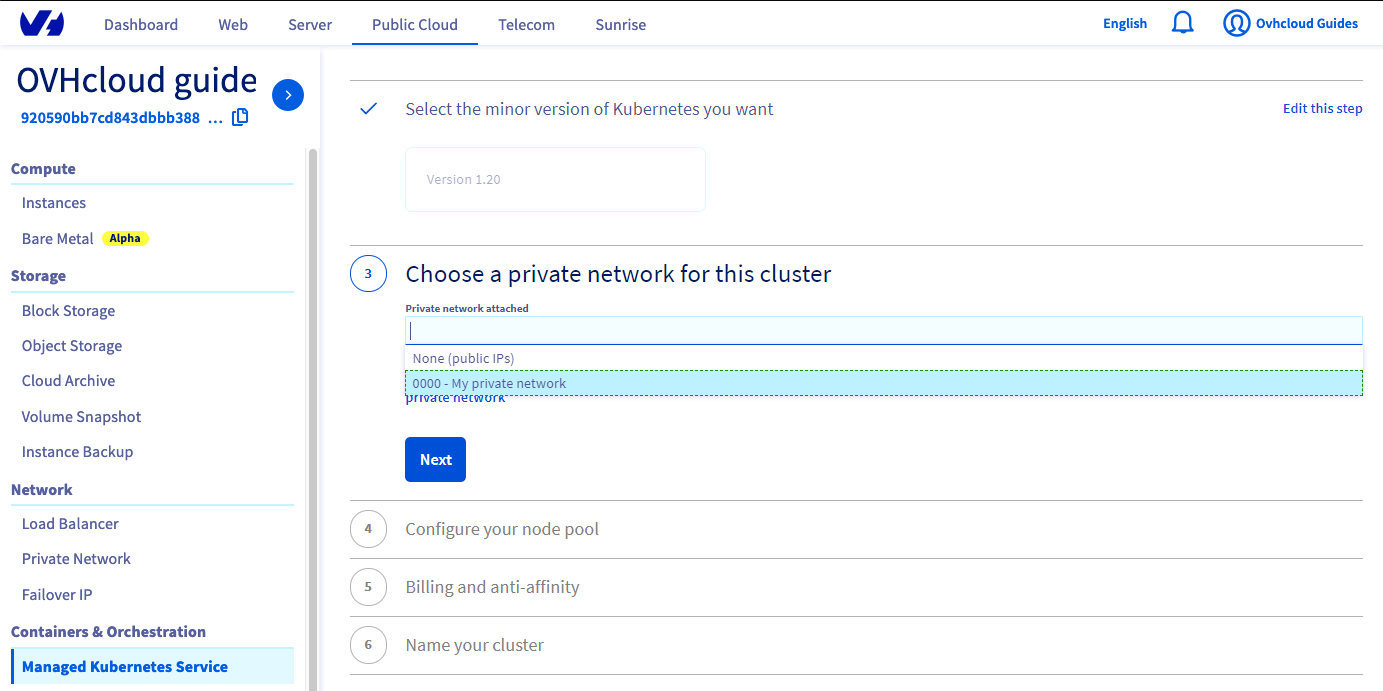 Dashboard Web Server Public Cloud Telecom Sunrise English Ovhcloud Guides
OVHcloud guide
920590bb7cd843dbbb388 ...
Compute
Instances
Bare Metal Alpha
Storage
Block Storage
Object Storage
Cloud Archive
Volume Snapshot
Instance Backup
Network
Load Balancer
Private Network
Failover IP
Containers & Orchestration
Managed Kubernetes Service
Select the minor version of Kubernetes you want Edit this step
Version 1.20
3 Choose a private network for this cluster
Private network attached
None (public IPs)
0000 - My private network
private network
Next
4 Configure your node pool
5 Billing and anti-affinity
6 Name your cluster